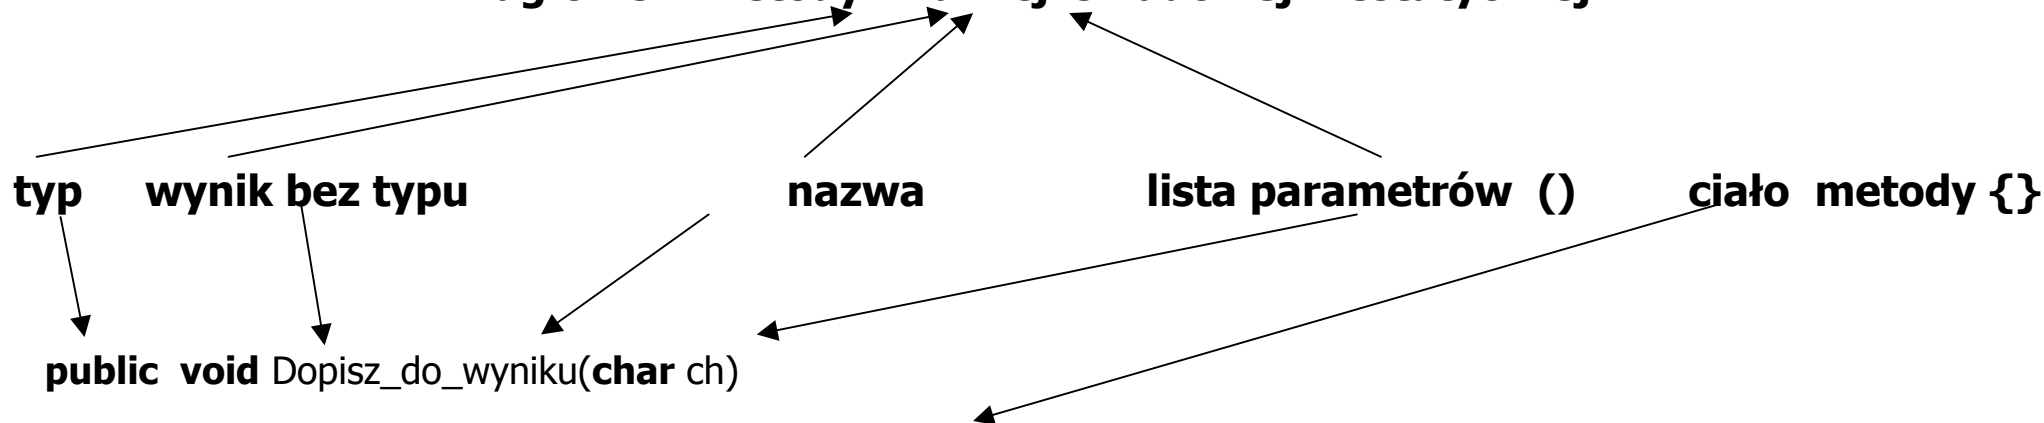 typ wynik bez typu nazwa lista parametrów () ciało metody {}
public void Dopisz_do_wyniku(char ch)